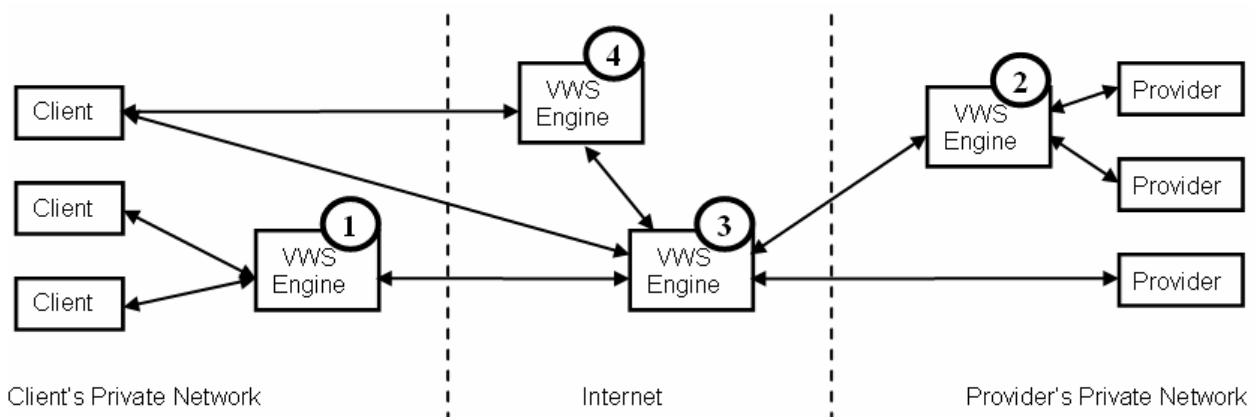 4
VWS
Engine
2
VWS
Engine
Client
Provider
Client
Provider
1
VWS
Engine
3
VWS
Engine
Client
Provider
Client's Private Network
Internet
Provider's Private Network